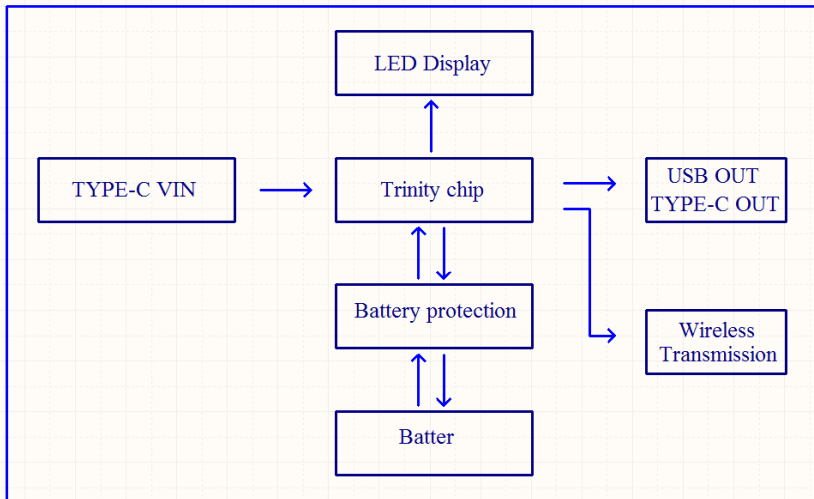 LED Display
TYPE-C VIN
Trinity chip
USB OUT
TYPE-C OUT
Battery protection
Wireless
Transmission
Batter